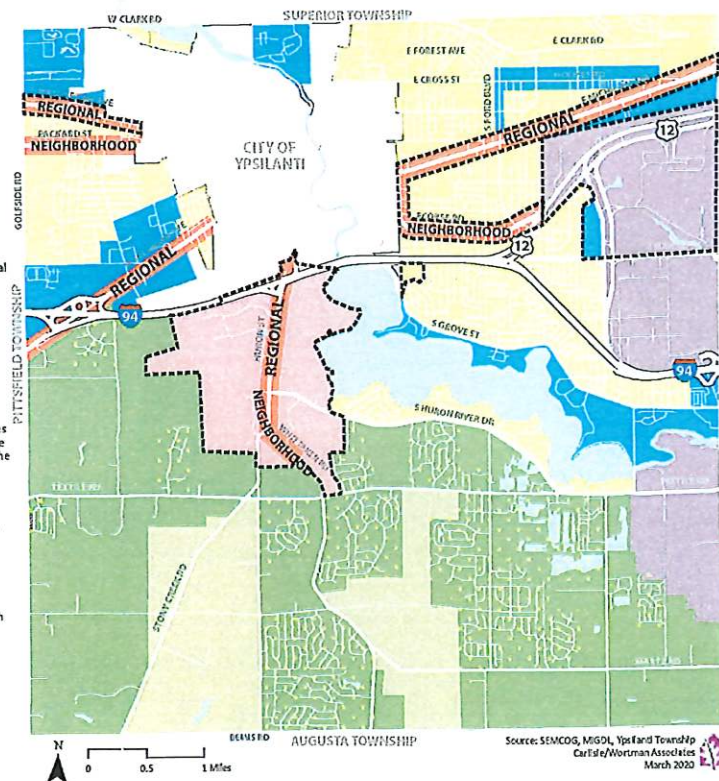 SUPERIOR TOWNSHIP
W CLARK RD
E FOREST AVE
E CLARK RD
E CROSS ST
S FORD BLVD
REGIONAL
REGIONAL
12
PACKARD ST
NEIGHBORHOOD
CITY OF
YPSILANTI
GOLFSIDE RD
NEIGHBORHOOD
12
REGIONAL
94
PITTSFIELD TOWNSHIP
S GROVE ST
REGIONAL
94
NEIGHBORHOOD
S HURON RIVER DR
TEXTILE RD
STONY CREEK RD
BEMIS RD
AUGUSTA TOWNSHIP
N
0 0.5 1 Miles
Source: SEMCOG, MiGDL, Ypsilanti Township
Carlisle/Wortman Associates
March 2020